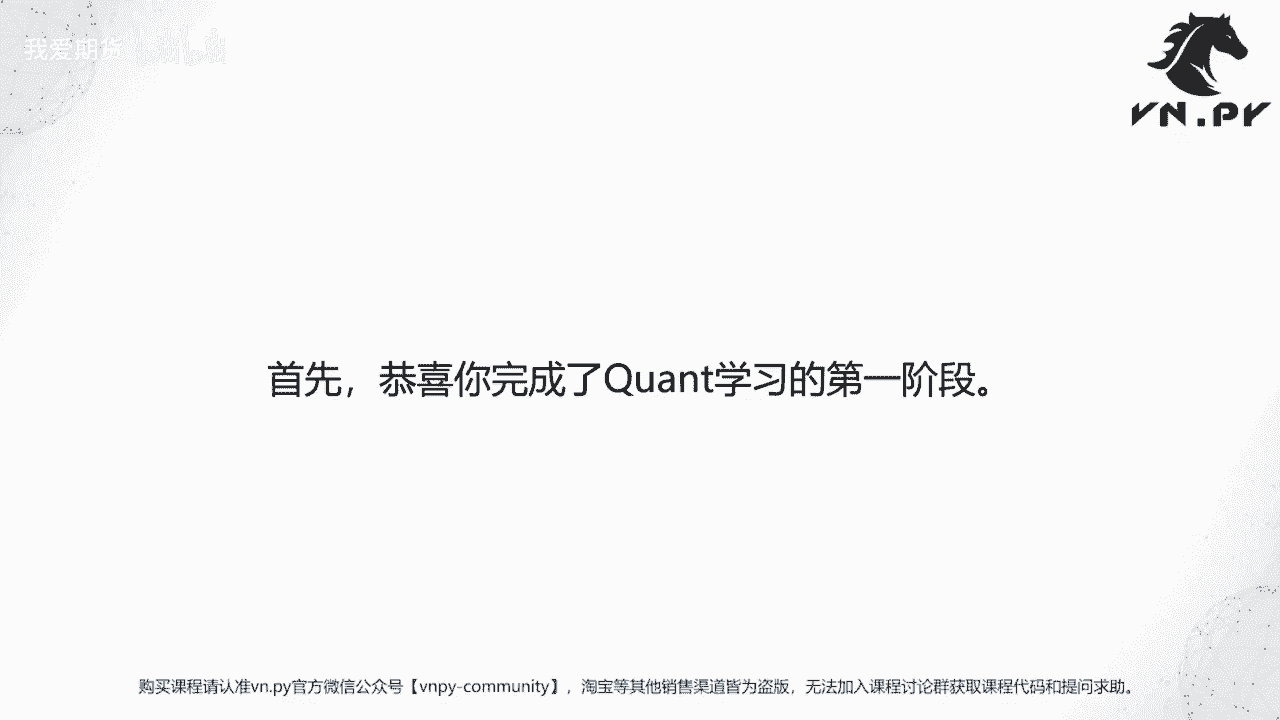 我爱期货
VN.PY
首先，恭喜你完成了Quant学习的第一阶段。
购买课程请认准vn.py官方微信公众号【vnpy-community】，淘宝等其他销售渠道皆为盗版，无法加入课程讨论群获取课程代码和提问求助。